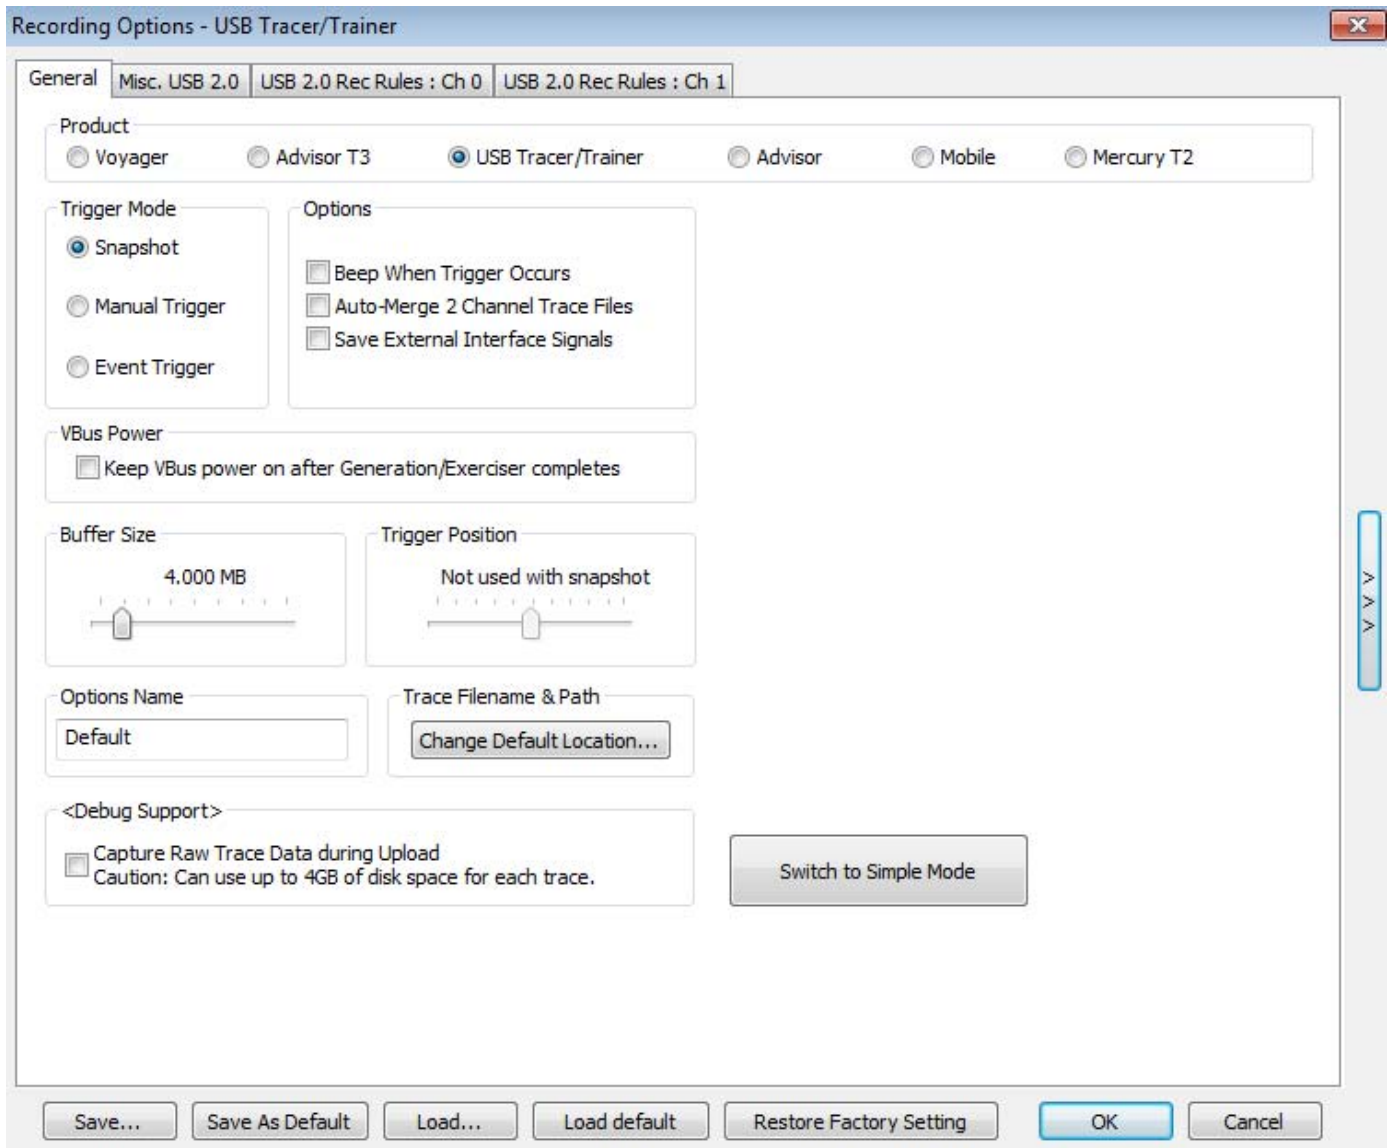 Recording Options - USB Tracer/Trainer
General Misc. USB 2.0 USB 2.0 Rec Rules : Ch 0 USB 2.0 Rec Rules : Ch 1
Product
Voyager Advisor T3 USB Tracer/Trainer Advisor Mobile Mercury T2
Trigger Mode
Snapshot
Manual Trigger
Event Trigger
Options
Beep When Trigger Occurs
Auto-Merge 2 Channel Trace Files
Save External Interface Signals
VBus Power
Keep VBus power on after Generation/Exerciser completes
Buffer Size
4.000 MB
Trigger Position
Not used with snapshot
> > >
Options Name
Default
Trace Filename & Path
Change Default Location...
<Debug Support>
Capture Raw Trace Data during Upload
Caution: Can use up to 4GB of disk space for each trace.
Switch to Simple Mode
Save... Save As Default Load... Load default Restore Factory Setting OK Cancel